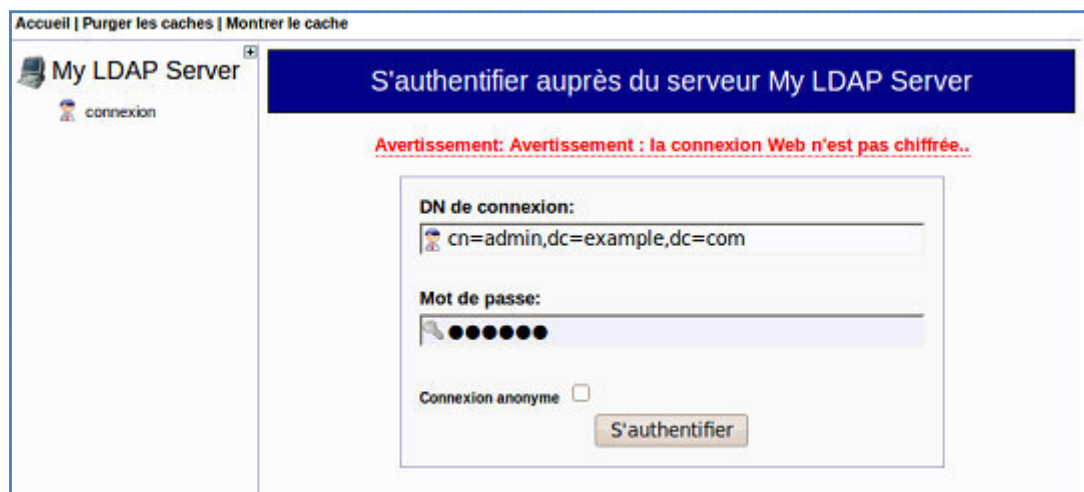 Accueil | Purger les caches | Montrer le cache
My LDAP Server
connexion
S'authentifier auprès du serveur My LDAP Server
Avertissement: Avertissement : la connexion Web n'est pas chiffrée..
DN de connexion:
cn=admin,dc=example,dc=com
Mot de passe:
●●●●●●
Connexion anonyme
S'authentifier